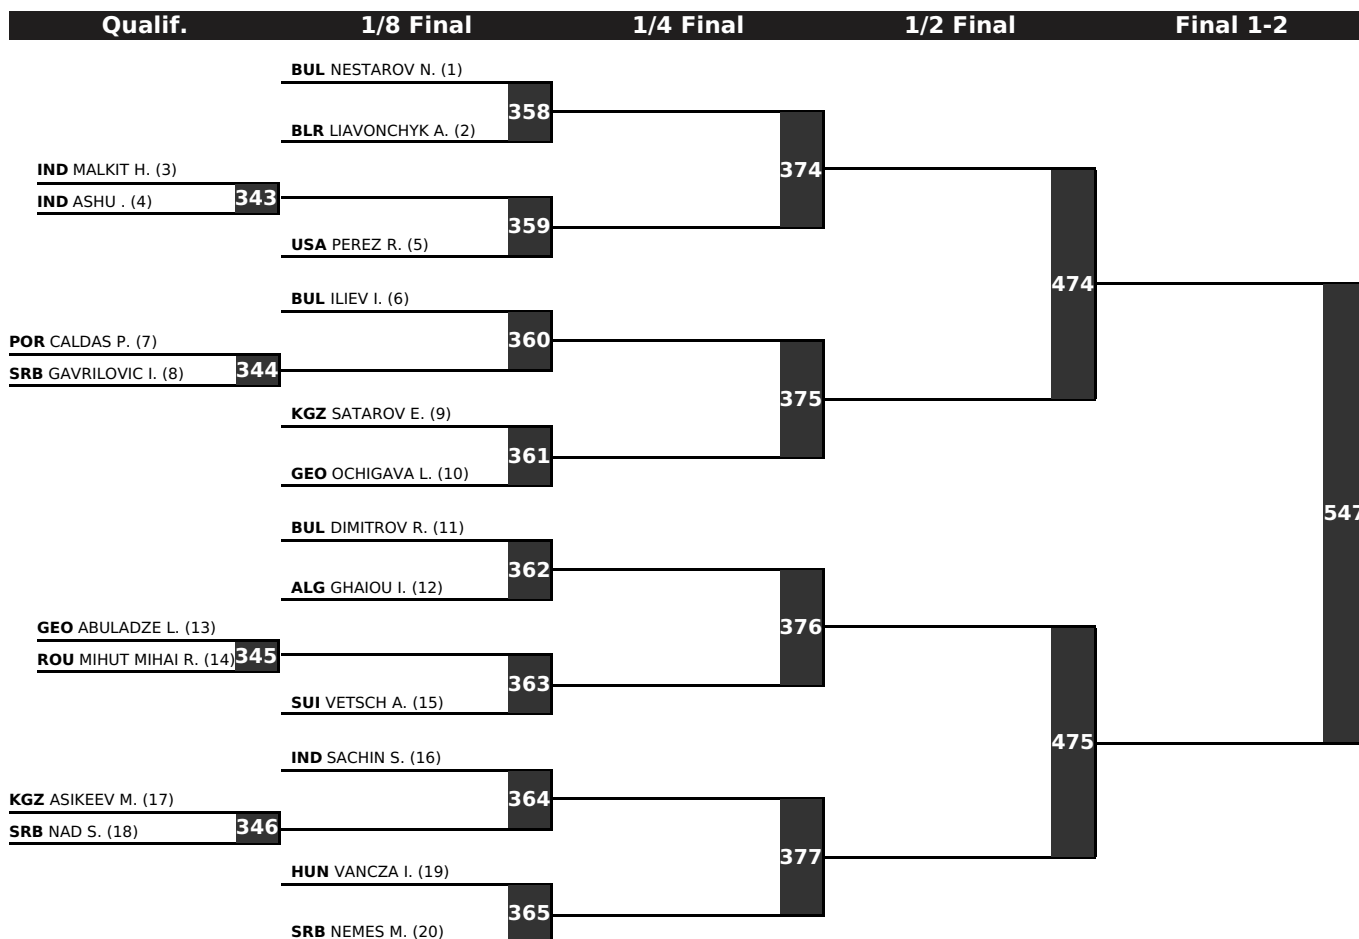 Qualif. 1/8 Final 1/4 Final 1/2 Final Final 1-2
BUL NESTAROV N. (1)
358
BLR LIAVONCHYK A. (2)
IND MALKIT H. (3)
374
IND ASHU . (4)
343
359
USA PEREZ R. (5)
474
BUL ILIEV I. (6)
360
POR CALDAS P. (7)
SRB GAVRILOVIC I. (8)
344
375
KGZ SATAROV E. (9)
361
GEO OCHIGAVA L. (10)
547
BUL DIMITROV R. (11)
362
ALG GHAIOU I. (12)
GEO ABULADZE L. (13)
376
ROU MIHUT MIHAI R. (14)
345
363
SUI VETSCH A. (15)
475
IND SACHIN S. (16)
364
KGZ ASIKEEV M. (17)
SRB NAD S. (18)
346
377
HUN VANCZA I. (19)
365
SRB NEMES M. (20)